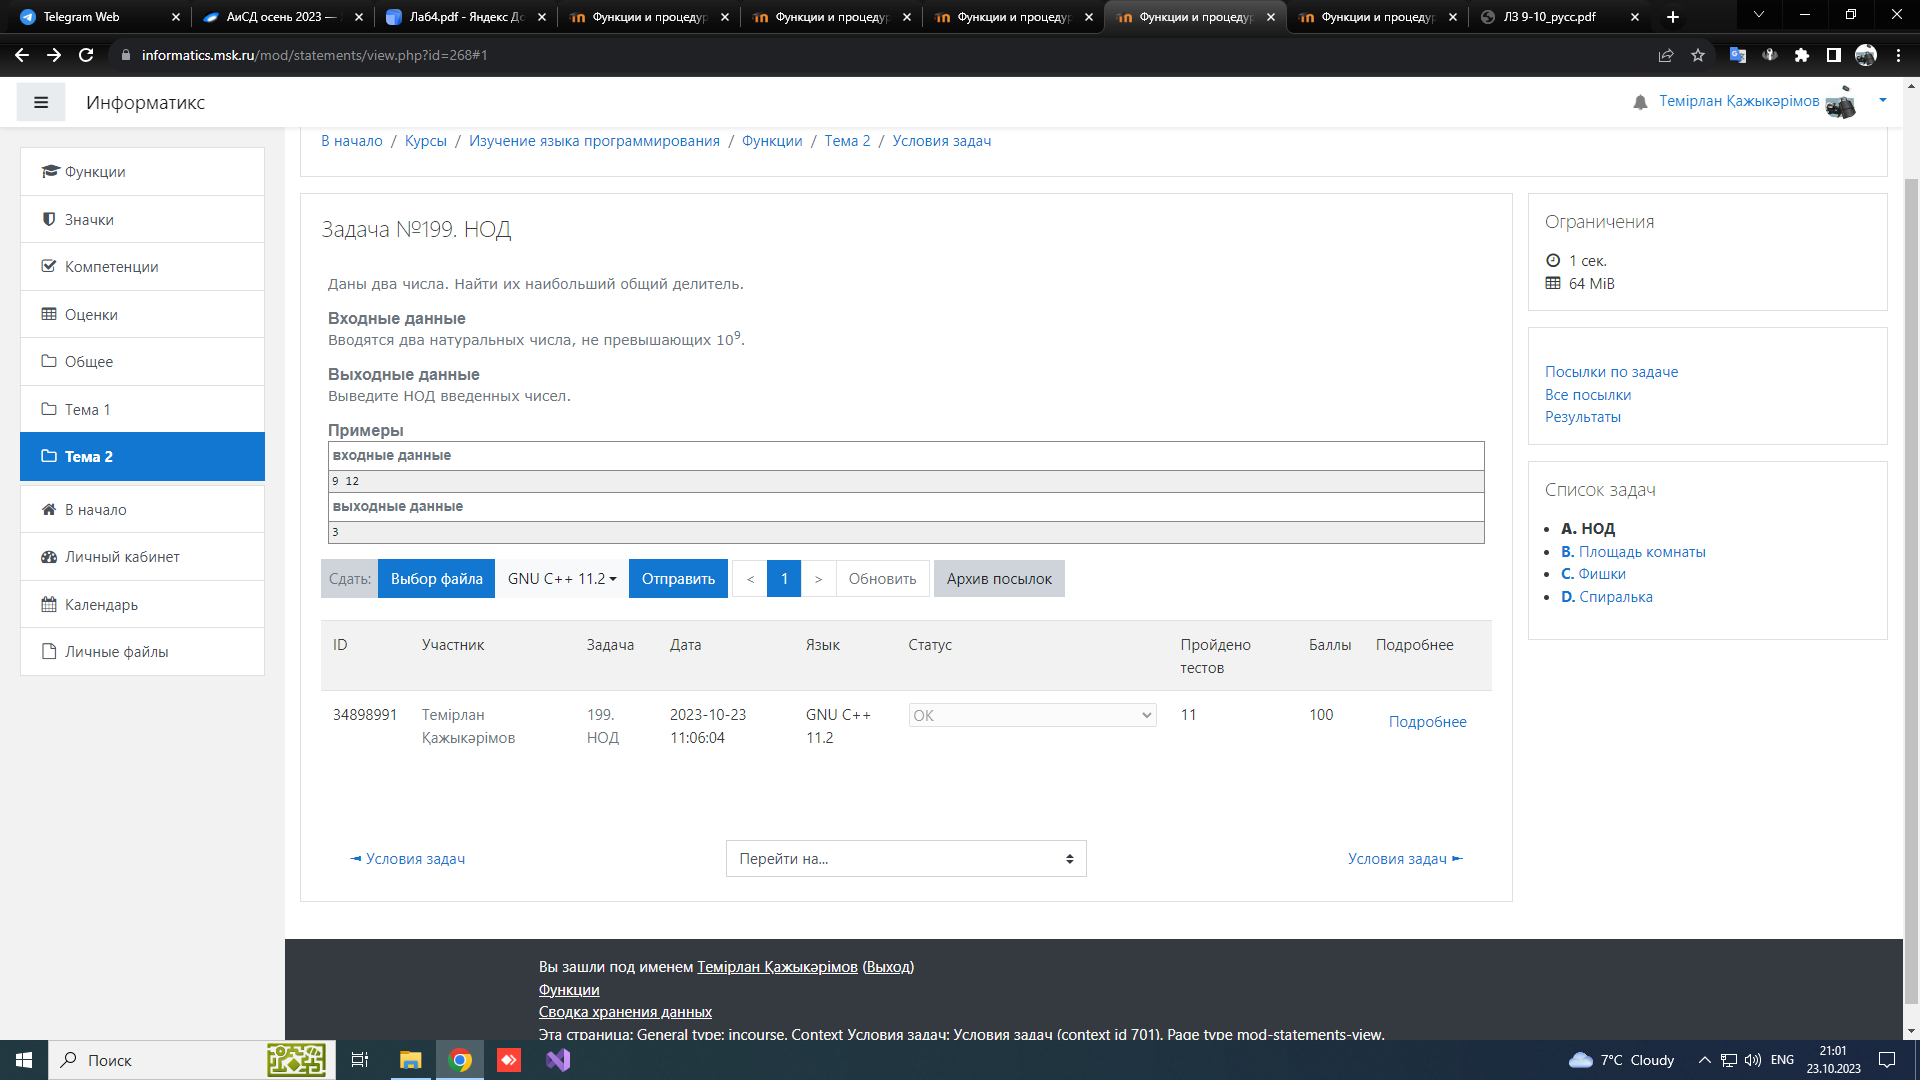 Telegram Web
АиСД осень 2023 —
Лаб4.pdf - Яндекс До
Функции и процедур
Функции и процедур
Функции и процедур
Функции и процедур
Функции и процедур
ЛЗ 9-10_русс.pdf
informatics.msk.ru/mod/statements/view.php?id=268#1
Информатикс
Темірлан Қажыкәрімов
В начало / Курсы / Изучение языка программирования / Функции / Тема 2 / Условия задач
Функции
Значки
Компетенции
Оценки
Общее
Тема 1
Тема 2
В начало
Личный кабинет
Календарь
Личные файлы
Задача №199. НОД
Даны два числа. Найти их наибольший общий делитель.
Входные данные
Вводятся два натуральных числа, не превышающих 10⁹.
Выходные данные
Выведите НОД введенных чисел.
Примеры
входные данные
9 12
выходные данные
3
Сдать: Выбор файла GNU C++ 11.2 Отправить < 1 > Обновить Архив посылок
ID Участник Задача Дата Язык Статус Пройдено тестов Баллы Подробнее
34898991 Темірлан Қажыкәрімов 199. НОД 2023-10-23 11:06:04 GNU C++ 11.2 OK 11 100 Подробнее
◄ Условия задач
Перейти на...
Условия задач ►
Ограничения
1 сек.
64 MiB
Посылки по задаче
Все посылки
Результаты
Список задач
A. НОД
B. Площадь комнаты
C. Фишки
D. Спиралька
Вы зашли под именем Темірлан Қажыкәрімов (Выход)
Функции
Сводка хранения данных
Эта страница: General type: incourse. Context Условия задач: Условия задач (context id 701). Page type mod-statements-view.
Поиск
7°C Cloudy
ENG
21:01
23.10.2023